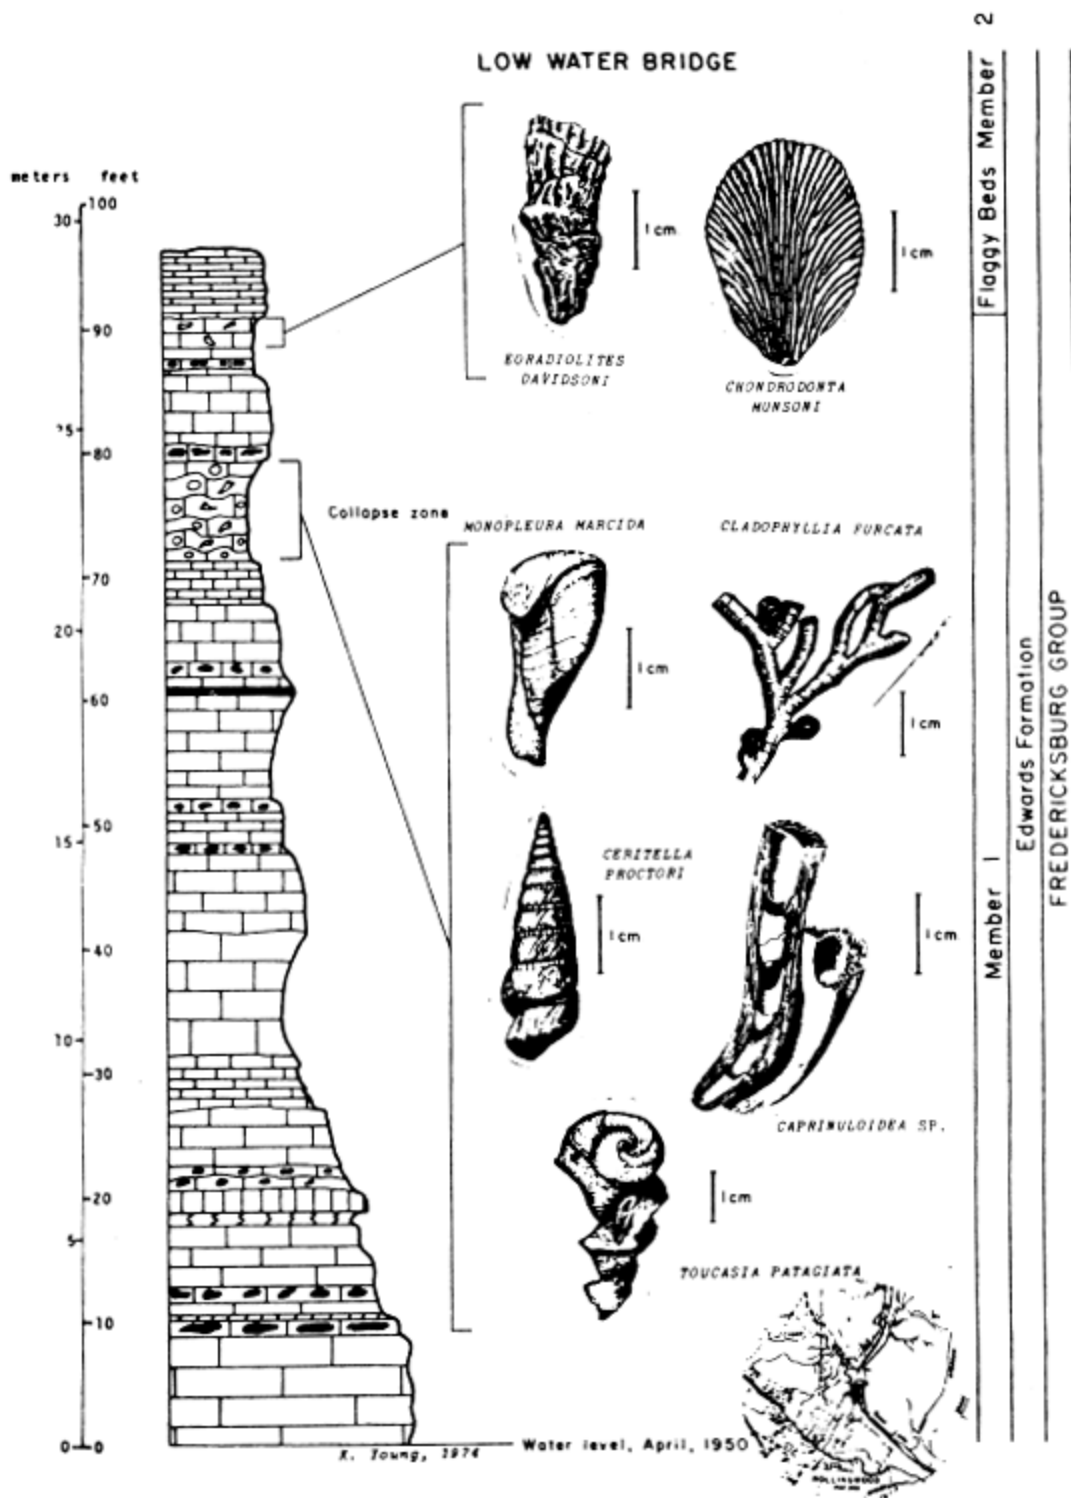 LOW WATER BRIDGE
meters feet
100
30
90
25
80
70
20
60
50
15
40
10
30
20
5
10
0 0
1 cm
1 cm
EORADIOLITES
DAVIDSONI
CHONDRODONTA
MUNSONI
Collapse zone
MONOPLEURA MARCIDA
CLADOPHYLLIA FURCATA
1 cm
1 cm
CERITELLA
PROCTORI
1 cm
1 cm
CAPRINULOIDEA SP.
1 cm
TOUCASIA PATAGIATA
K. Young, 1974
Water level, April, 1950
Flaggy Beds Member 2
Member 1
Edwards Formation
FREDERICKSBURG GROUP